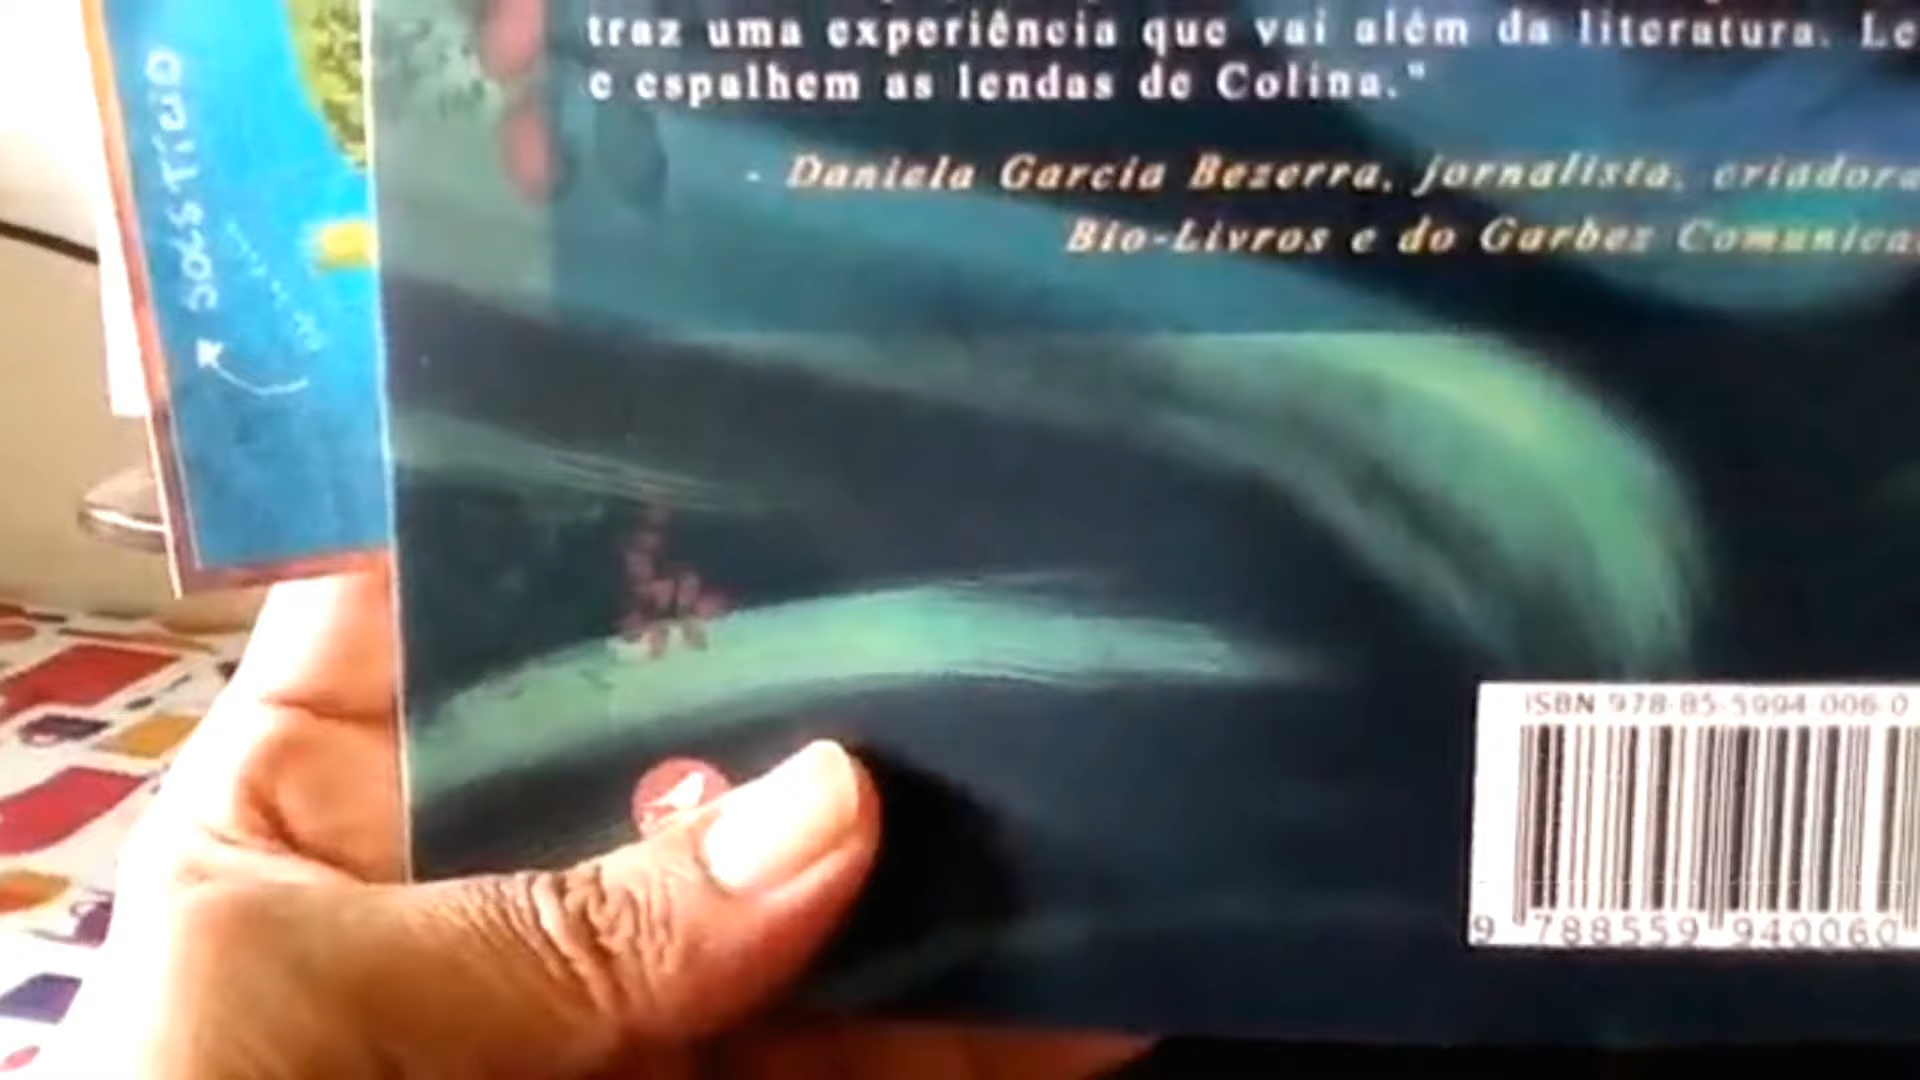 traz uma experiência que vai além da literatura. Le
e espalhem as lendas de Colina."
- Daniela Garcia Bezerra, jornalista, criadora
Bio-Livros e do Garbez Comunica
ISBN 978-85-5994-006-0
9 788559 940060